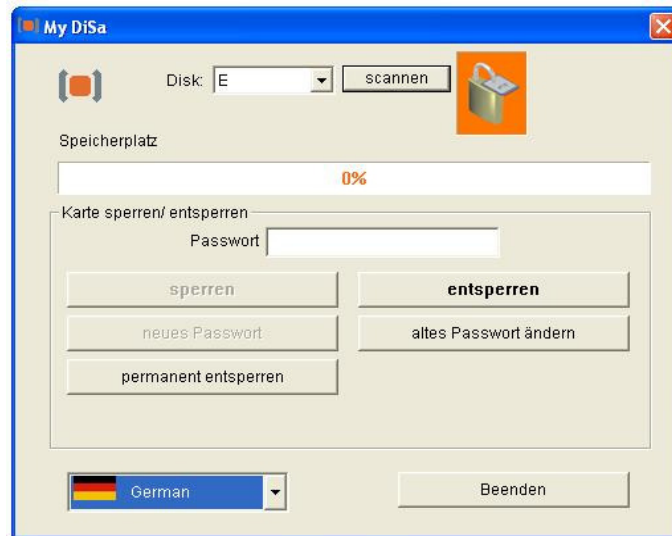 My DiSa
Disk: E scannen
Speicherplatz
0%
Karte sperren/ entsperren
Passwort
sperren entsperren
neues Passwort altes Passwort ändern
permanent entsperren
German Beenden